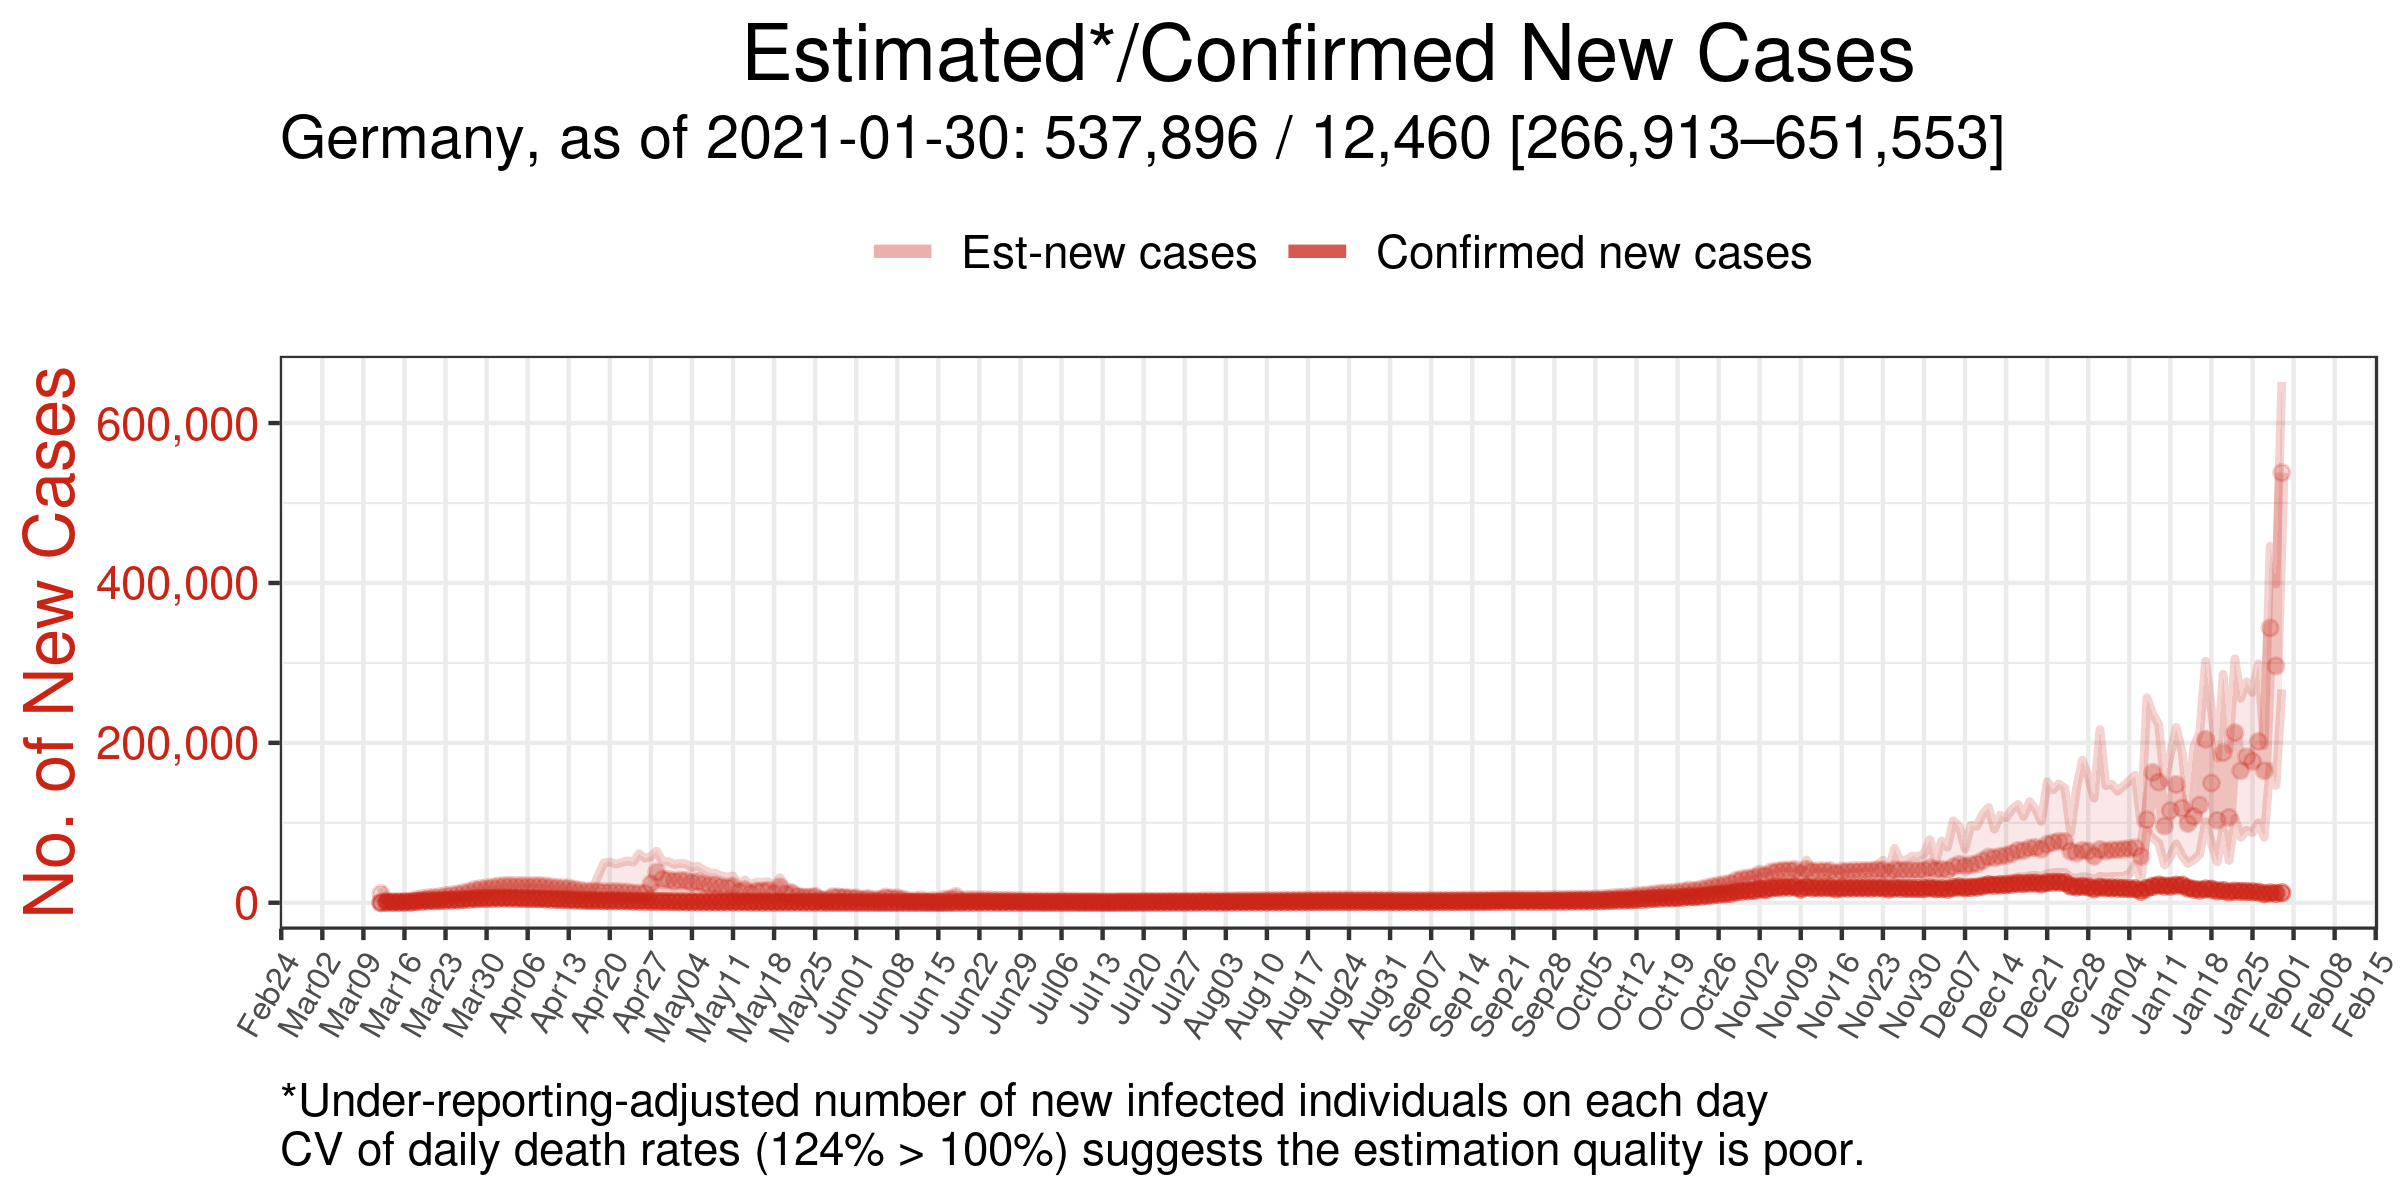 Estimated*/Confirmed New Cases
Germany, as of 2021-01-30: 537,896 / 12,460 [266,913–651,553]
Est-new cases
Confirmed new cases
No. of New Cases
600,000
400,000
200,000
0
Feb24
Mar02
Mar09
Mar16
Mar23
Mar30
Apr06
Apr13
Apr20
Apr27
May04
May11
May18
May25
Jun01
Jun08
Jun15
Jun22
Jun29
Jul06
Jul13
Jul20
Jul27
Aug03
Aug10
Aug17
Aug24
Aug31
Sep07
Sep14
Sep21
Sep28
Oct05
Oct12
Oct19
Oct26
Nov02
Nov09
Nov16
Nov23
Nov30
Dec07
Dec14
Dec21
Dec28
Jan04
Jan11
Jan18
Jan25
Feb01
Feb08
Feb15
*Under-reporting-adjusted number of new infected individuals on each day
CV of daily death rates (124% > 100%) suggests the estimation quality is poor.